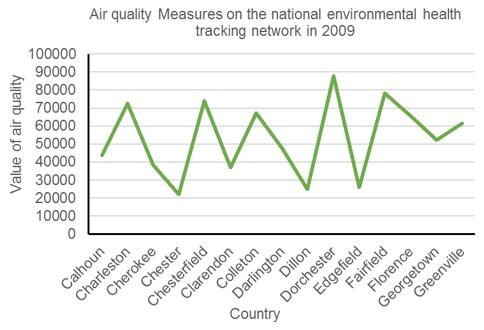 Air quality Measures on the national environmental health
tracking network in 2009
Value of air quality
100000
90000
80000
70000
60000
50000
40000
30000
20000
10000
0
Calhoun
Charleston
Cherokee
Chester
Chesterfield
Clarendon
Colleton
Darlington
Dillon
Dorchester
Edgefield
Fairfield
Florence
Georgetown
Greenville
Country